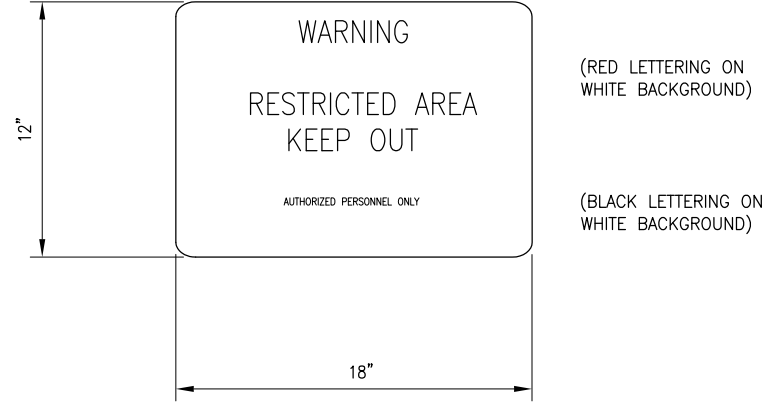 WARNING
RESTRICTED AREA
KEEP OUT
AUTHORIZED PERSONNEL ONLY
(RED LETTERING ON
WHITE BACKGROUND)
(BLACK LETTERING ON
WHITE BACKGROUND)
12"
18"